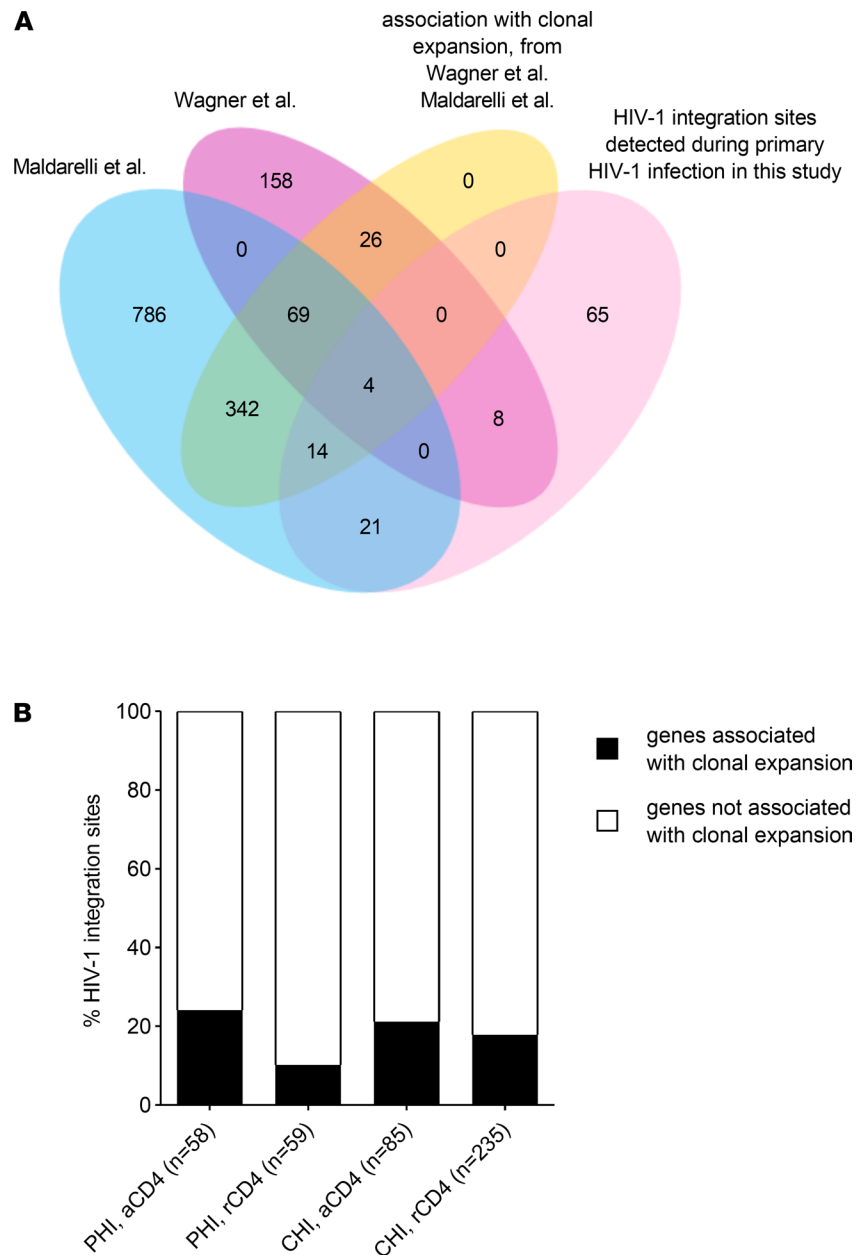 A
association with clonal
expansion, from
Wagner et al.
Maldarelli et al.
Wagner et al.
Maldarelli et al.
HIV-1 integration sites
detected during primary
HIV-1 infection in this study
158
0
0
26
0
786
69
0
65
4
342
8
14
0
21
B
100
80
60
40
20
0
% HIV-1 integration sites
PHI, aCD4 (n=58)
PHI, rCD4 (n=59)
CHI, aCD4 (n=85)
CHI, rCD4 (n=235)
genes associated
with clonal expansion
genes not associated
with clonal expansion